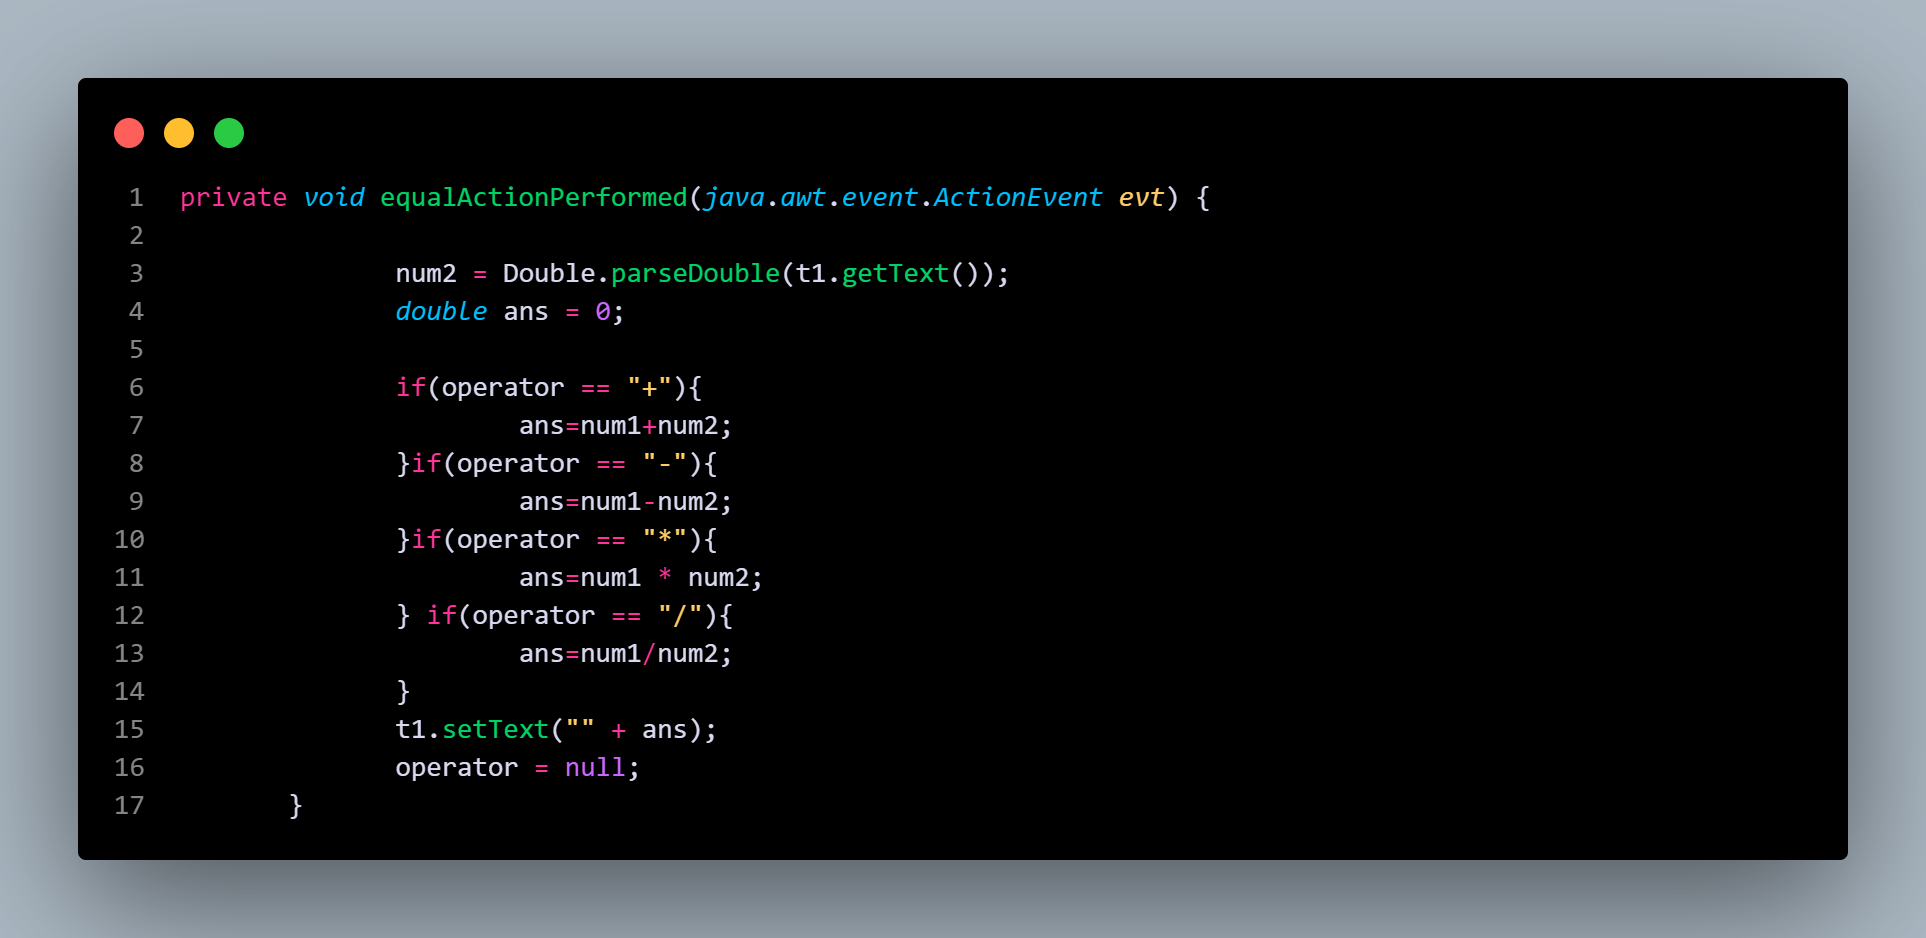 1 private void equalActionPerformed(java.awt.event.ActionEvent evt) {
2
3 num2 = Double.parseDouble(t1.getText());
4 double ans = 0;
5
6 if(operator == "+"){
7 ans=num1+num2;
8 }if(operator == "-"){
9 ans=num1-num2;
10 }if(operator == "*"){
11 ans=num1 * num2;
12 } if(operator == "/"){
13 ans=num1/num2;
14 }
15 t1.setText("" + ans);
16 operator = null;
17 }